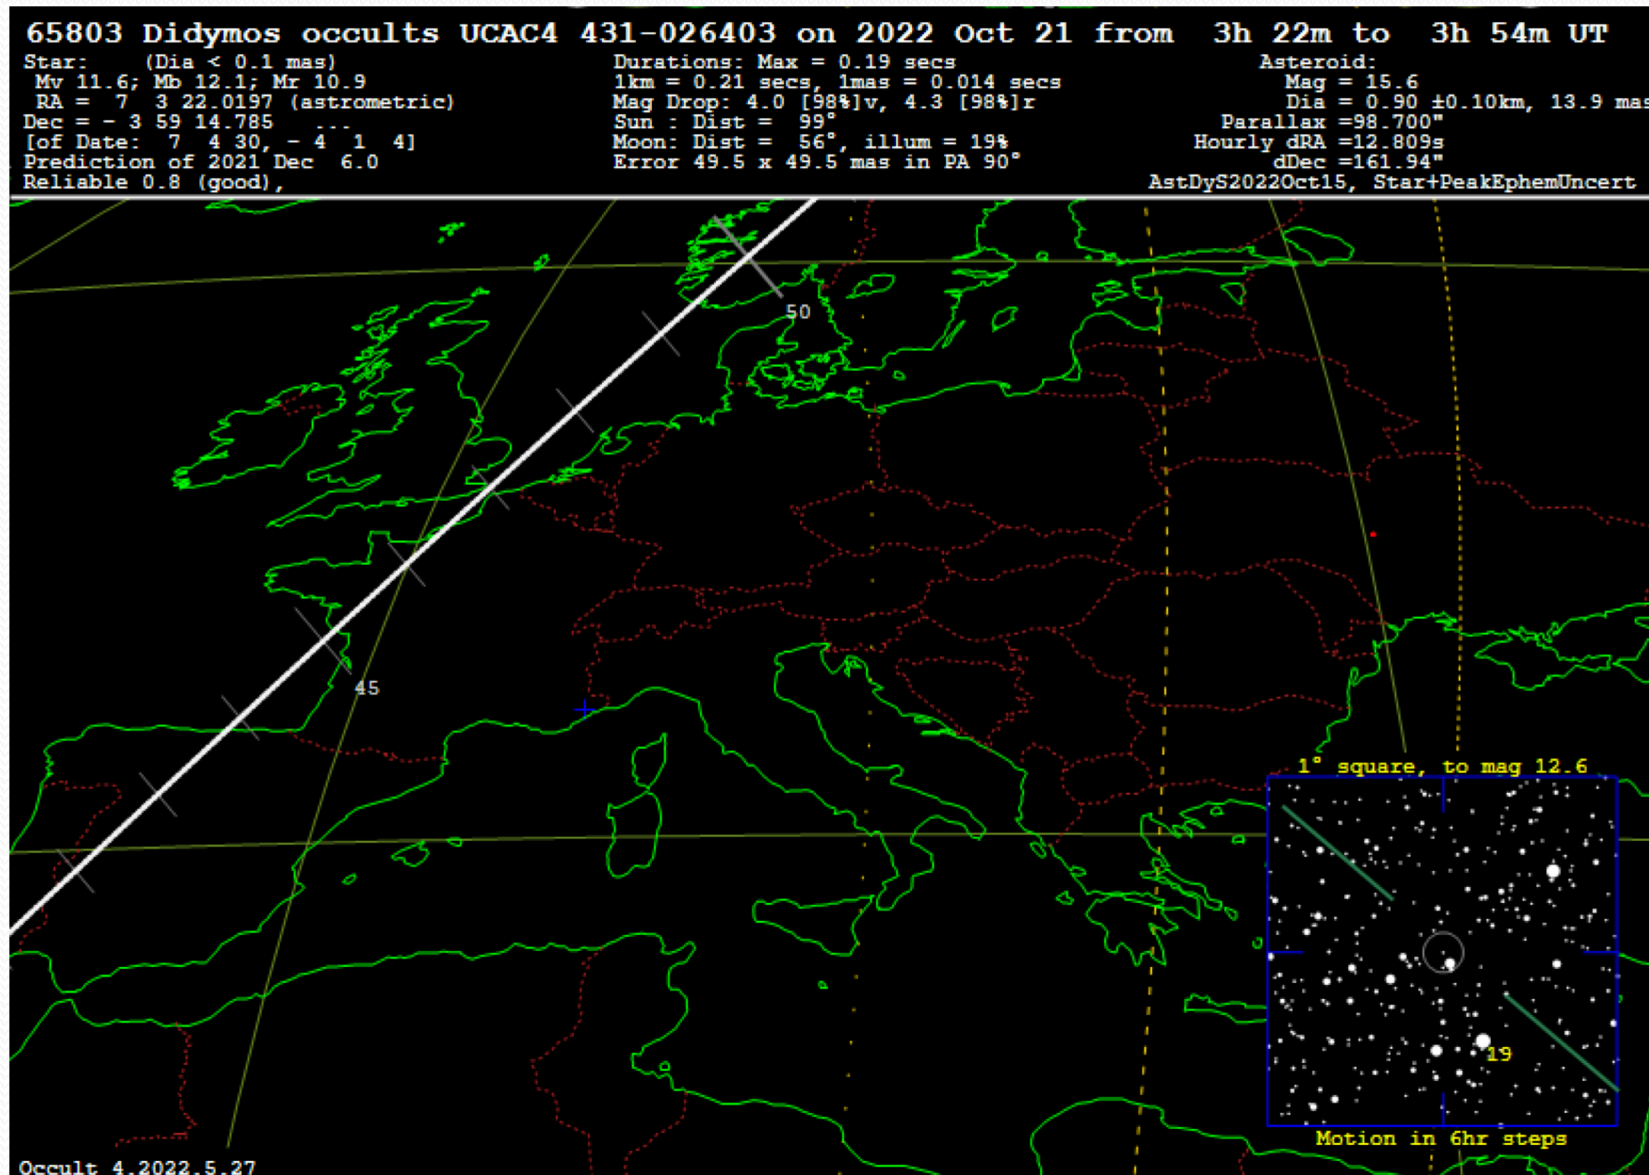 65803 Didymos occults UCAC4 431-026403 on 2022 Oct 21 from 3h 22m to 3h 54m UT
Star: (Dia < 0.1 mas)
Mv 11.6; Mb 12.1; Mr 10.9
RA = 7 3 22.0197 (astrometric)
Dec = - 3 59 14.785 ...
[of Date: 7 4 30, - 4 1 4]
Prediction of 2021 Dec 6.0
Reliable 0.8 (good),
Durations: Max = 0.19 secs
1km = 0.21 secs, 1mas = 0.014 secs
Mag Drop: 4.0 [98%]v, 4.3 [98%]r
Sun : Dist = 99°
Moon: Dist = 56°, illum = 19%
Error 49.5 x 49.5 mas in PA 90°
Asteroid:
Mag = 15.6
Dia = 0.90 ±0.10km, 13.9 mas
Parallax =98.700"
Hourly dRA =12.809s
dDec =161.94"
AstDyS2022Oct15, Star+PeakEphemUncert
50
45
1° square, to mag 12.6
19
Motion in 6hr steps
Occult 4.2022.5.27